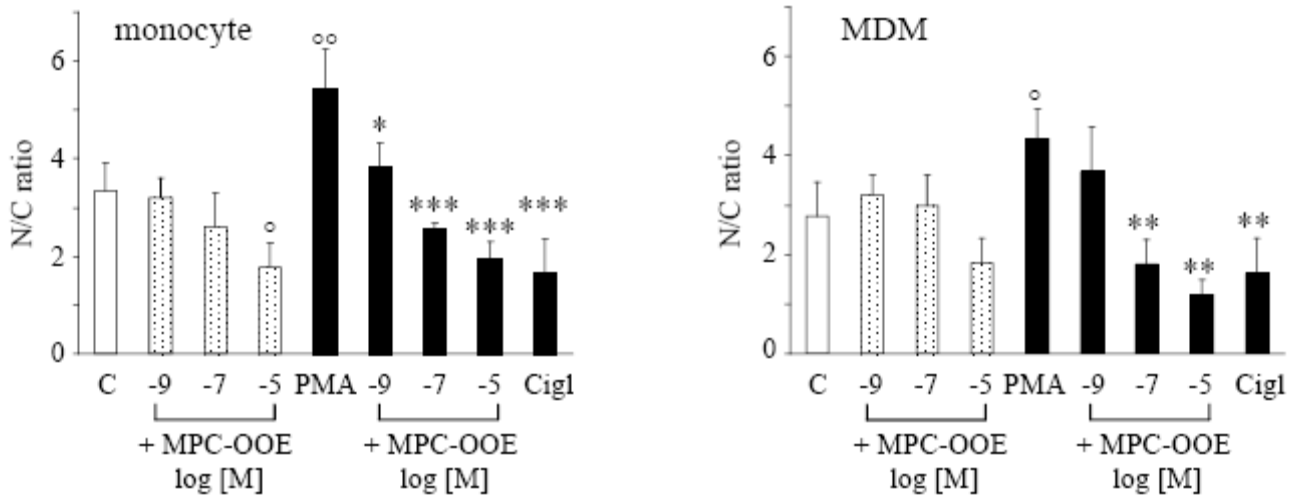 monocyte
N/C ratio
6
4
2
0
°°
*
***
***
***
°
C -9 -7 -5 PMA -9 -7 -5 Cigl
+ MPC-OOE + MPC-OOE
log [M] log [M]
MDM
N/C ratio
6
4
2
0
°
**
**
**
C -9 -7 -5 PMA -9 -7 -5 Cigl
+ MPC-OOE + MPC-OOE
log [M] log [M]